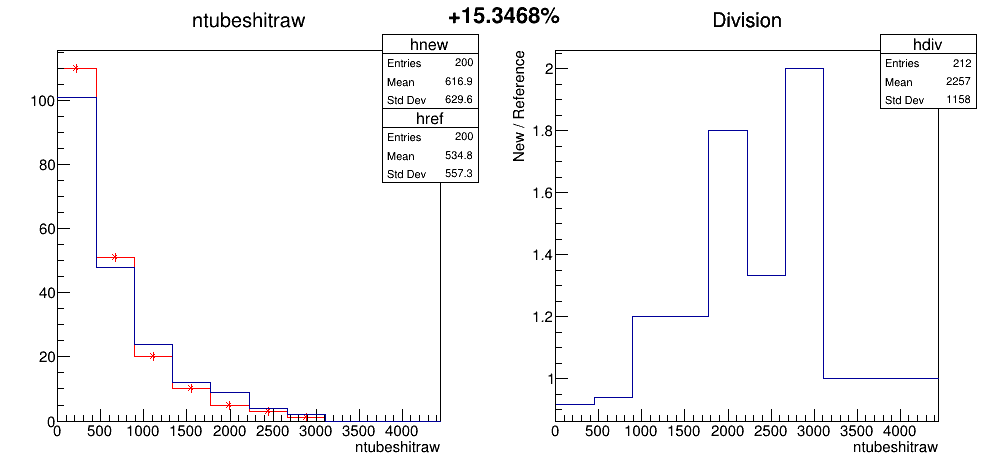 +15.3468%
ntubeshitraw
hnew
Entries 200
Mean 616.9
Std Dev 629.6
href
Entries 200
Mean 534.8
Std Dev 557.3
100
80
60
40
20
0
0 500 1000 1500 2000 2500 3000 3500 4000
ntubeshitraw
Division
hdiv
Entries 212
Mean 2257
Std Dev 1158
New / Reference
2
1.8
1.6
1.4
1.2
1
0 500 1000 1500 2000 2500 3000 3500 4000
ntubeshitraw